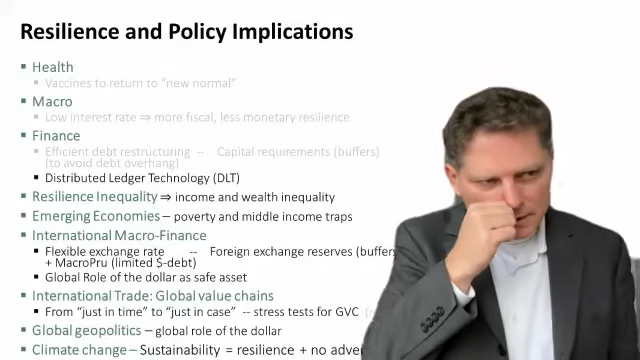 Resilience and Policy Implications
Health
Vaccines to return to "new normal"
Macro
Low interest rate ⇒ more fiscal, less monetary resilience
Finance
Efficient debt restructuring -- Capital requirements (buffers)
(to avoid debt overhang)
Distributed Ledger Technology (DLT)
Resilience Inequality ⇒ income and wealth inequality
Emerging Economies – poverty and middle income traps
International Macro-Finance
Flexible exchange rate -- Foreign exchange reserves (buffers
+ MacroPru (limited $-debt)
Global Role of the dollar as safe asset
International Trade: Global value chains
From "just in time" to "just in case" -- stress tests for GVC
Global geopolitics – global role of the dollar
Climate change – Sustainability = resilience + no adve